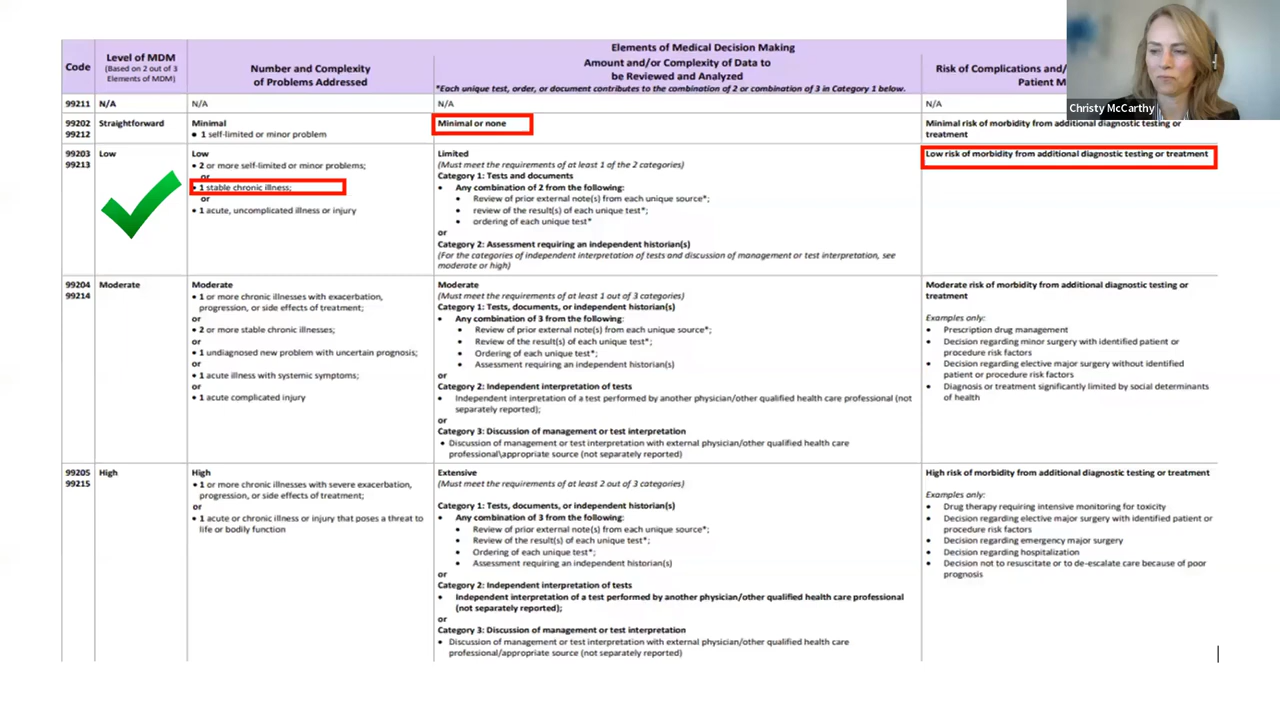 Elements of Medical Decision Making
Code
Level of MDM
(Based on 2 out of 3
Elements of MDM)
Number and Complexity
of Problems Addressed
Amount and/or Complexity of Data to
be Reviewed and Analyzed
*Each unique test, order, or document contributes to the combination of 2 or combination of 3 in Category 1 below.
Risk of Complications and/
Patient M
Christy McCarthy
99211
N/A
N/A
N/A
N/A
99202
99212
Straightforward
Minimal
• 1 self-limited or minor problem
Minimal or none
Minimal risk of morbidity from additional diagnostic testing or
treatment
99203
99213
Low
Low
• 2 or more self-limited or minor problems;
or
• 1 stable chronic illness;
or
• 1 acute, uncomplicated illness or injury
Limited
(Must meet the requirements of at least 1 of the 2 categories)
Category 1: Tests and documents
• Any combination of 2 from the following:
• Review of prior external note(s) from each unique source*;
• review of the result(s) of each unique test*;
• ordering of each unique test*
or
Category 2: Assessment requiring an independent historian(s)
(For the categories of independent interpretation of tests and discussion of management or test interpretation, see
moderate or high)
Low risk of morbidity from additional diagnostic testing or treatment
99204
99214
Moderate
Moderate
• 1 or more chronic illnesses with exacerbation,
progression, or side effects of treatment;
or
• 2 or more stable chronic illnesses;
or
• 1 undiagnosed new problem with uncertain prognosis;
or
• 1 acute illness with systemic symptoms;
or
• 1 acute complicated injury
Moderate
(Must meet the requirements of at least 1 out of 3 categories)
Category 1: Tests, documents, or independent historian(s)
• Any combination of 3 from the following:
• Review of prior external note(s) from each unique source*;
• Review of the result(s) of each unique test*;
• Ordering of each unique test*;
• Assessment requiring an independent historian(s)
or
Category 2: Independent interpretation of tests
• Independent interpretation of a test performed by another physician/other qualified health care professional (not
separately reported);
or
Category 3: Discussion of management or test interpretation
• Discussion of management or test interpretation with external physician/other qualified health care
professional\appropriate source (not separately reported)
Moderate risk of morbidity from additional diagnostic testing or
treatment
Examples only:
• Prescription drug management
• Decision regarding minor surgery with identified patient or
procedure risk factors
• Decision regarding elective major surgery without identified
patient or procedure risk factors
• Diagnosis or treatment significantly limited by social determinants
of health
99205
99215
High
High
• 1 or more chronic illnesses with severe exacerbation,
progression, or side effects of treatment;
or
• 1 acute or chronic illness or injury that poses a threat to
life or bodily function
Extensive
(Must meet the requirements of at least 2 out of 3 categories)
Category 1: Tests, documents, or independent historian(s)
• Any combination of 3 from the following:
• Review of prior external note(s) from each unique source*;
• Review of the result(s) of each unique test*;
• Ordering of each unique test*;
• Assessment requiring an independent historian(s)
or
Category 2: Independent interpretation of tests
• Independent interpretation of a test performed by another physician/other qualified health care professional
(not separately reported);
or
Category 3: Discussion of management or test interpretation
• Discussion of management or test interpretation with external physician/other qualified health care
professional/appropriate source (not separately reported)
High risk of morbidity from additional diagnostic testing or treatment
Examples only:
• Drug therapy requiring intensive monitoring for toxicity
• Decision regarding elective major surgery with identified patient or
procedure risk factors
• Decision regarding emergency major surgery
• Decision regarding hospitalization
• Decision not to resuscitate or to de-escalate care because of poor
prognosis